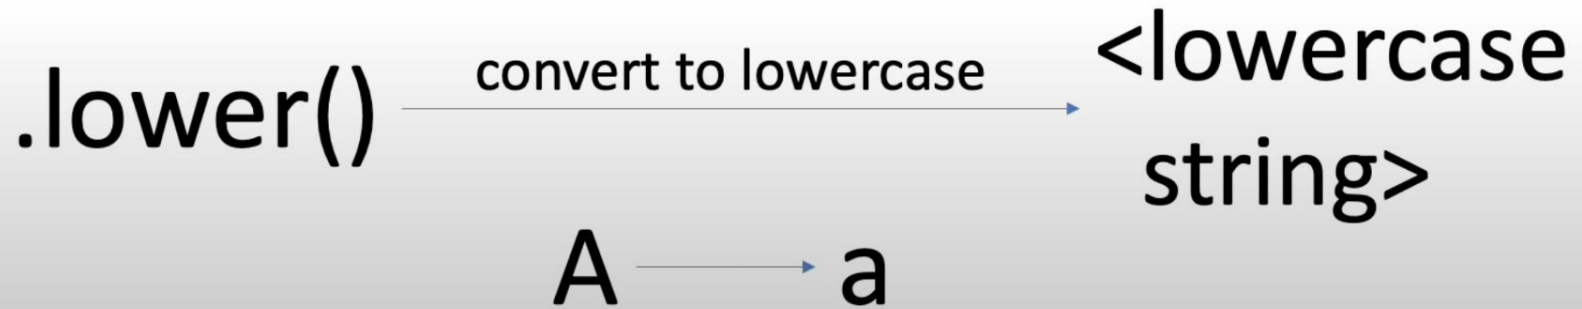 .lower()
convert to lowercase
<lowercase
string>
A
a